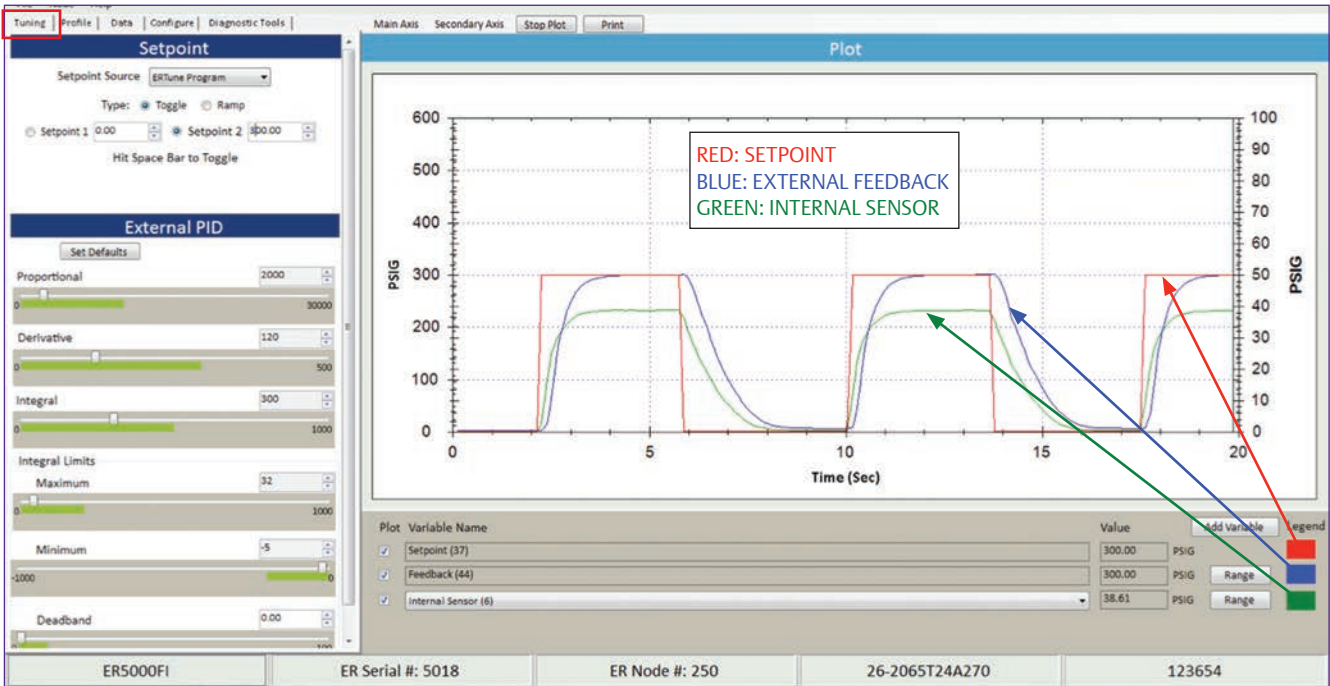 Tuning Profile Data Configure Diagnostic Tools
Main Axis Secondary Axis Stop Plot Print
Setpoint
Setpoint Source ERTune Program
Type: Toggle Ramp
Setpoint 1 0.00 Setpoint 2 300.00
Hit Space Bar to Toggle
External PID
Set Defaults
Proportional 2000
0 30000
Derivative 120
0 500
Integral 300
0 1000
Integral Limits
Maximum 32
0 1000
Minimum -5
-1000 0
Deadband 0.00
0 100
Plot
600
500
400
300
200
100
0
PSIG
RED: SETPOINT
BLUE: EXTERNAL FEEDBACK
GREEN: INTERNAL SENSOR
100
90
80
70
60
50
40
30
20
10
0
PSIG
0 5 10 15 20
Time (Sec)
Plot Variable Name Value Add Variable Legend
Setpoint (37) 300.00 PSIG
Feedback (44) 300.00 PSIG Range
Internal Sensor (6) 38.61 PSIG Range
ER5000FI ER Serial #: 5018 ER Node #: 250 26-2065T24A270 123654